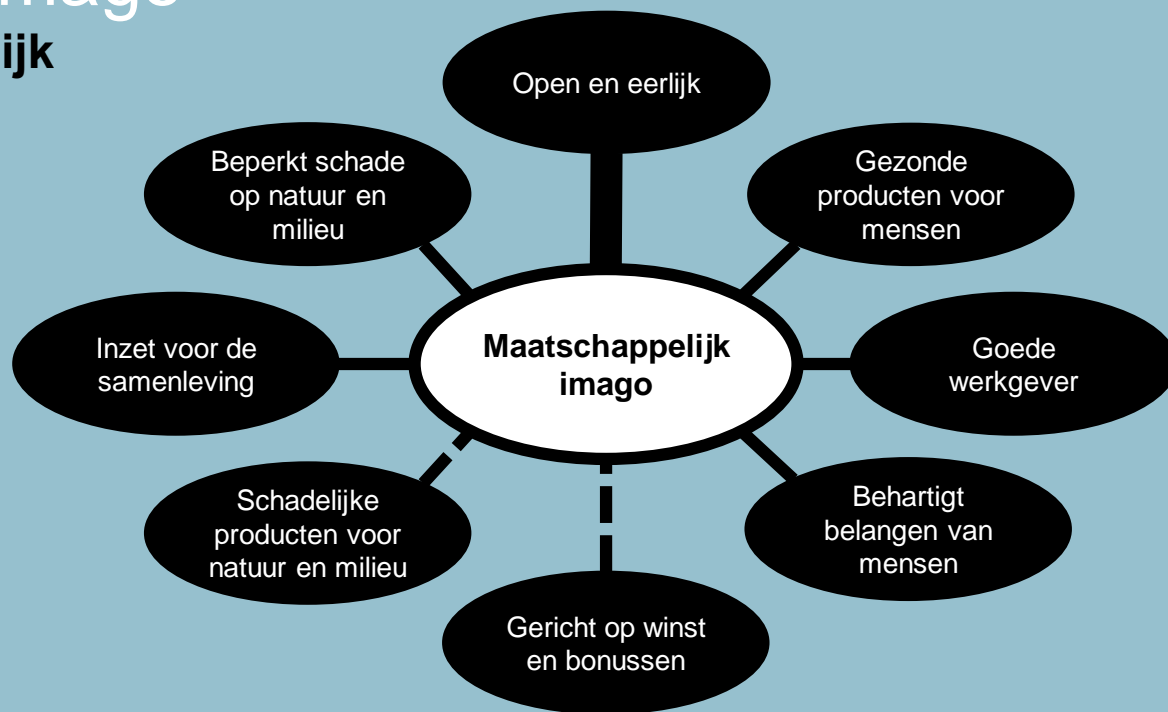 imago
ijk
Open en eerlijk
Beperkt schade
op natuur en
milieu
Gezonde
producten voor
mensen
Inzet voor de
samenleving
Maatschappelijk
imago
Goede
werkgever
Schadelijke
producten voor
natuur en milieu
Behartigt
belangen van
mensen
Gericht op winst
en bonussen